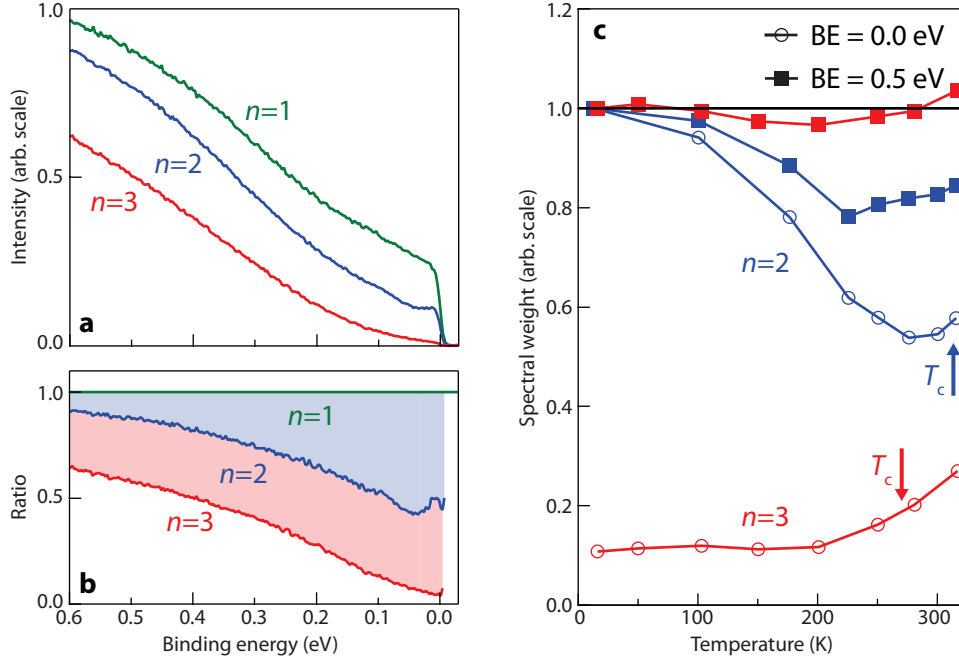 1.0
0.5
0.0
Intensity (arb. scale)
n=1
n=2
n=3
a
1.0
0.5
0.0
Ratio
n=1
n=2
n=3
b
0.6
0.5
0.4
0.3
0.2
0.1
0.0
Binding energy (eV)
c
BE = 0.0 eV
BE = 0.5 eV
1.2
1.0
0.8
0.6
0.4
0.2
0
Spectral weight (arb. scale)
n=2
Tc
Tc
n=3
0
100
200
300
Temperature (K)